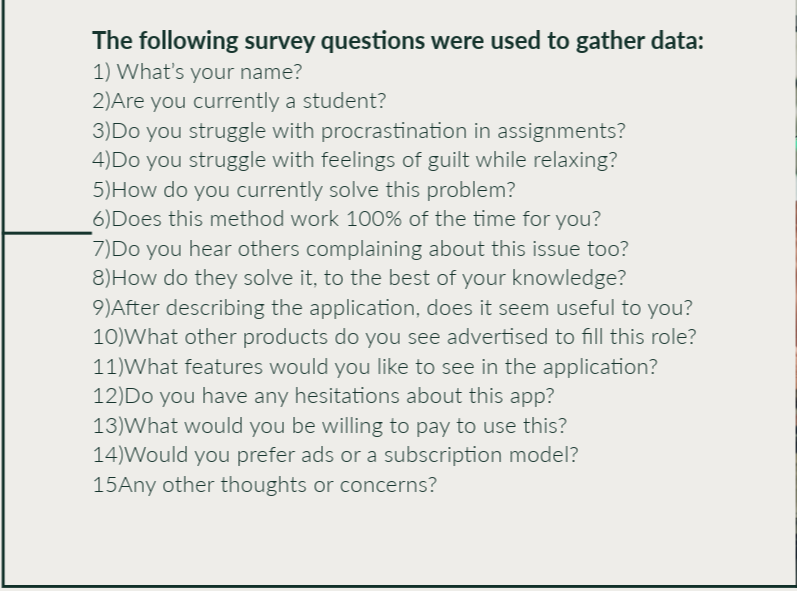 The following survey questions were used to gather data:
1) What's your name?
2)Are you currently a student?
3)Do you struggle with procrastination in assignments?
4)Do you struggle with feelings of guilt while relaxing?
5)How do you currently solve this problem?
6)Does this method work 100% of the time for you?
7)Do you hear others complaining about this issue too?
8)How do they solve it, to the best of your knowledge?
9)After describing the application, does it seem useful to you?
10)What other products do you see advertised to fill this role?
11)What features would you like to see in the application?
12)Do you have any hesitations about this app?
13)What would you be willing to pay to use this?
14)Would you prefer ads or a subscription model?
15Any other thoughts or concerns?